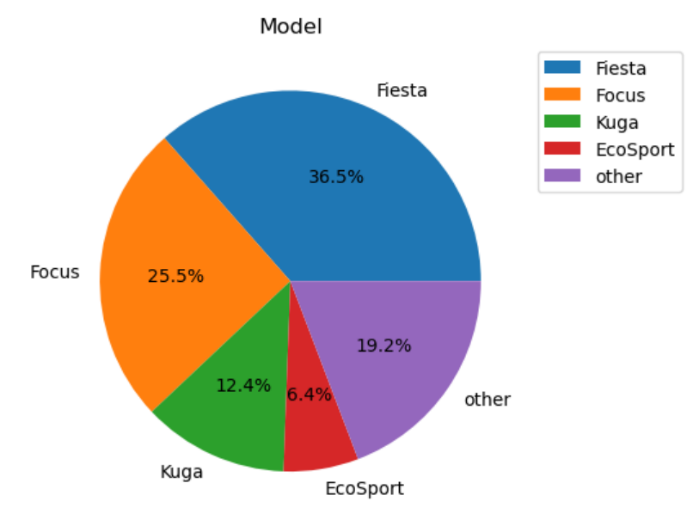 Model
Fiesta
Focus
Kuga
EcoSport
other
Fiesta
36.5%
Focus
25.5%
12.4%
Kuga
6.4%
EcoSport
19.2%
other